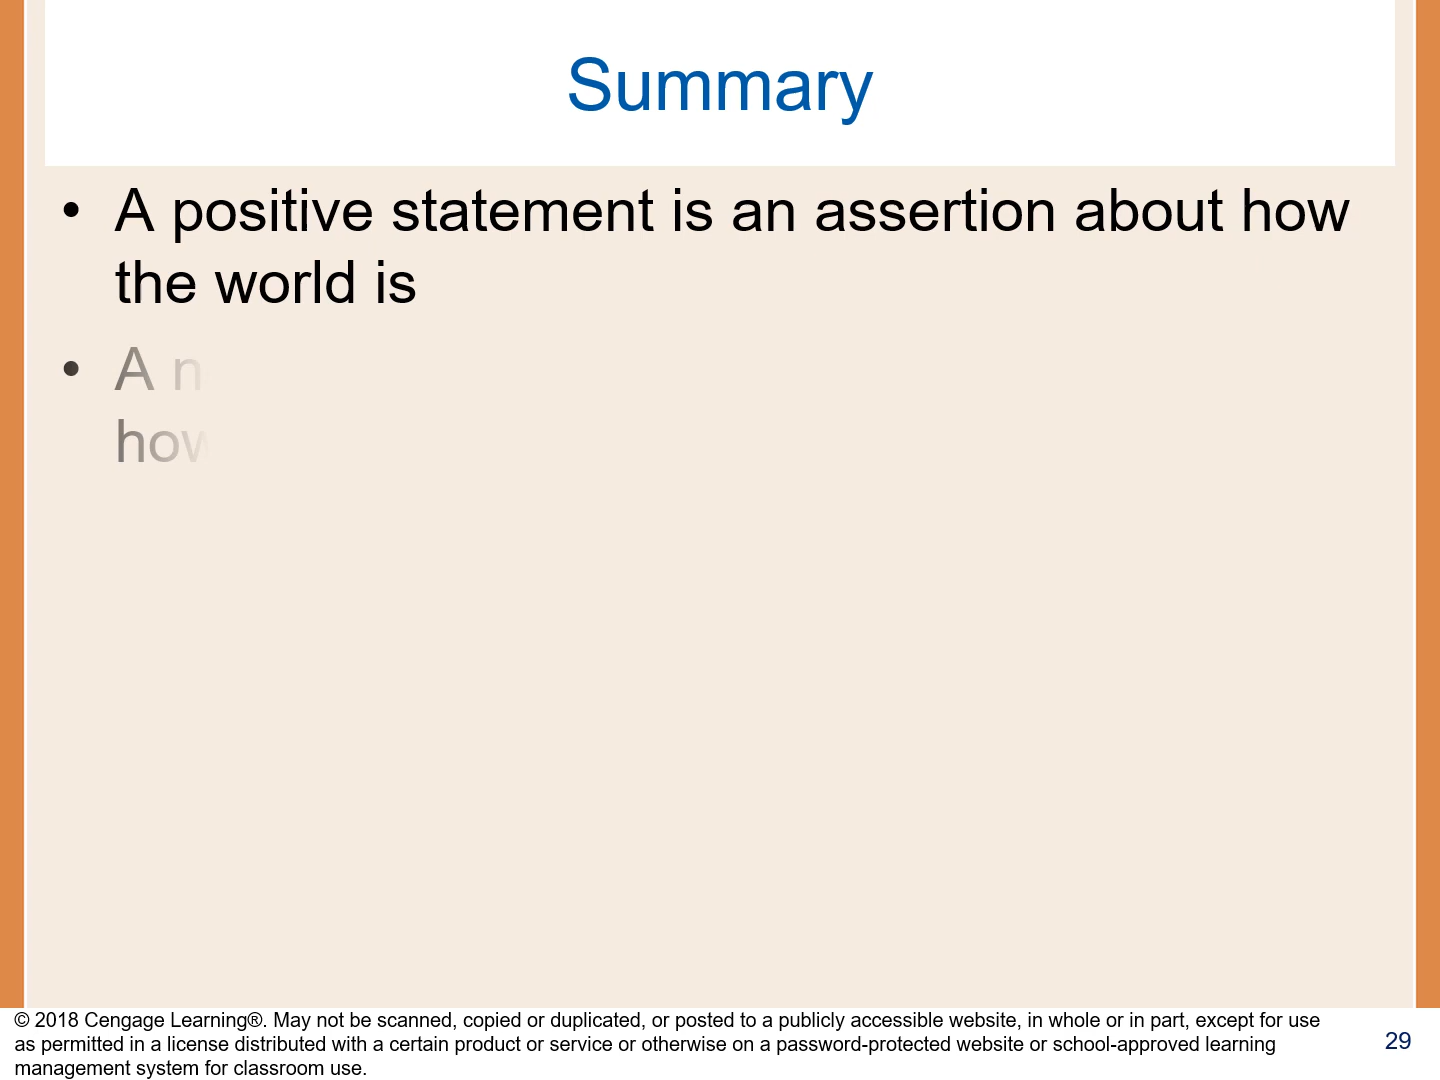 Summary
• A positive statement is an assertion about how
the world is
• A n
how
© 2018 Cengage Learning®. May not be scanned, copied or duplicated, or posted to a publicly accessible website, in whole or in part, except for use
as permitted in a license distributed with a certain product or service or otherwise on a password-protected website or school-approved learning
management system for classroom use.
29